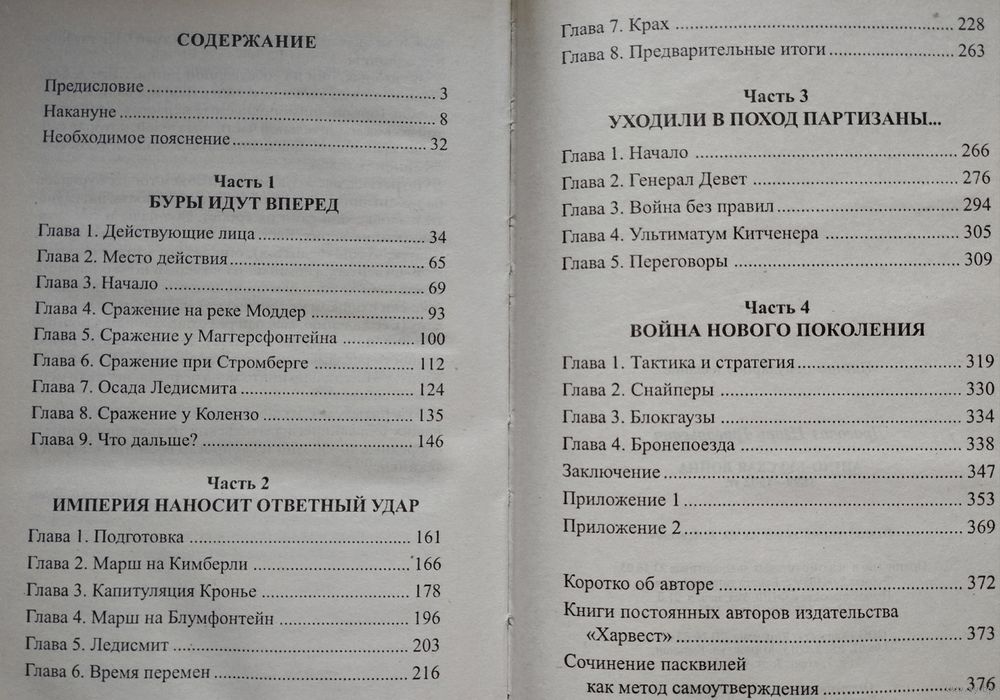 СОДЕРЖАНИЕ
Предисловие 3
Накануне 8
Необходимое пояснение 32
Часть 1
БУРЫ ИДУТ ВПЕРЕД
Глава 1. Действующие лица 34
Глава 2. Место действия 65
Глава 3. Начало 69
Глава 4. Сражение на реке Моддер 93
Глава 5. Сражение у Маггерсфонтейна 100
Глава 6. Сражение при Стромберге 112
Глава 7. Осада Ледисмита 124
Глава 8. Сражение у Колензо 135
Глава 9. Что дальше? 146
Часть 2
ИМПЕРИЯ НАНОСИТ ОТВЕТНЫЙ УДАР
Глава 1. Подготовка 161
Глава 2. Марш на Кимберли 166
Глава 3. Капитуляция Кронье 178
Глава 4. Марш на Блумфонтейн 196
Глава 5. Ледисмит 203
Глава 6. Время перемен 216
Глава 7. Крах 228
Глава 8. Предварительные итоги 263
Часть 3
УХОДИЛИ В ПОХОД ПАРТИЗАНЫ...
Глава 1. Начало 266
Глава 2. Генерал Девет 276
Глава 3. Война без правил 294
Глава 4. Ультиматум Китченера 305
Глава 5. Переговоры 309
Часть 4
ВОЙНА НОВОГО ПОКОЛЕНИЯ
Глава 1. Тактика и стратегия 319
Глава 2. Снайперы 330
Глава 3. Блокгаузы 334
Глава 4. Бронепоезда 338
Заключение 347
Приложение 1 353
Приложение 2 369
Коротко об авторе 372
Книги постоянных авторов издательства
«Харвест» 373
Сочинение пасквилей
как метод самоутверждения 376